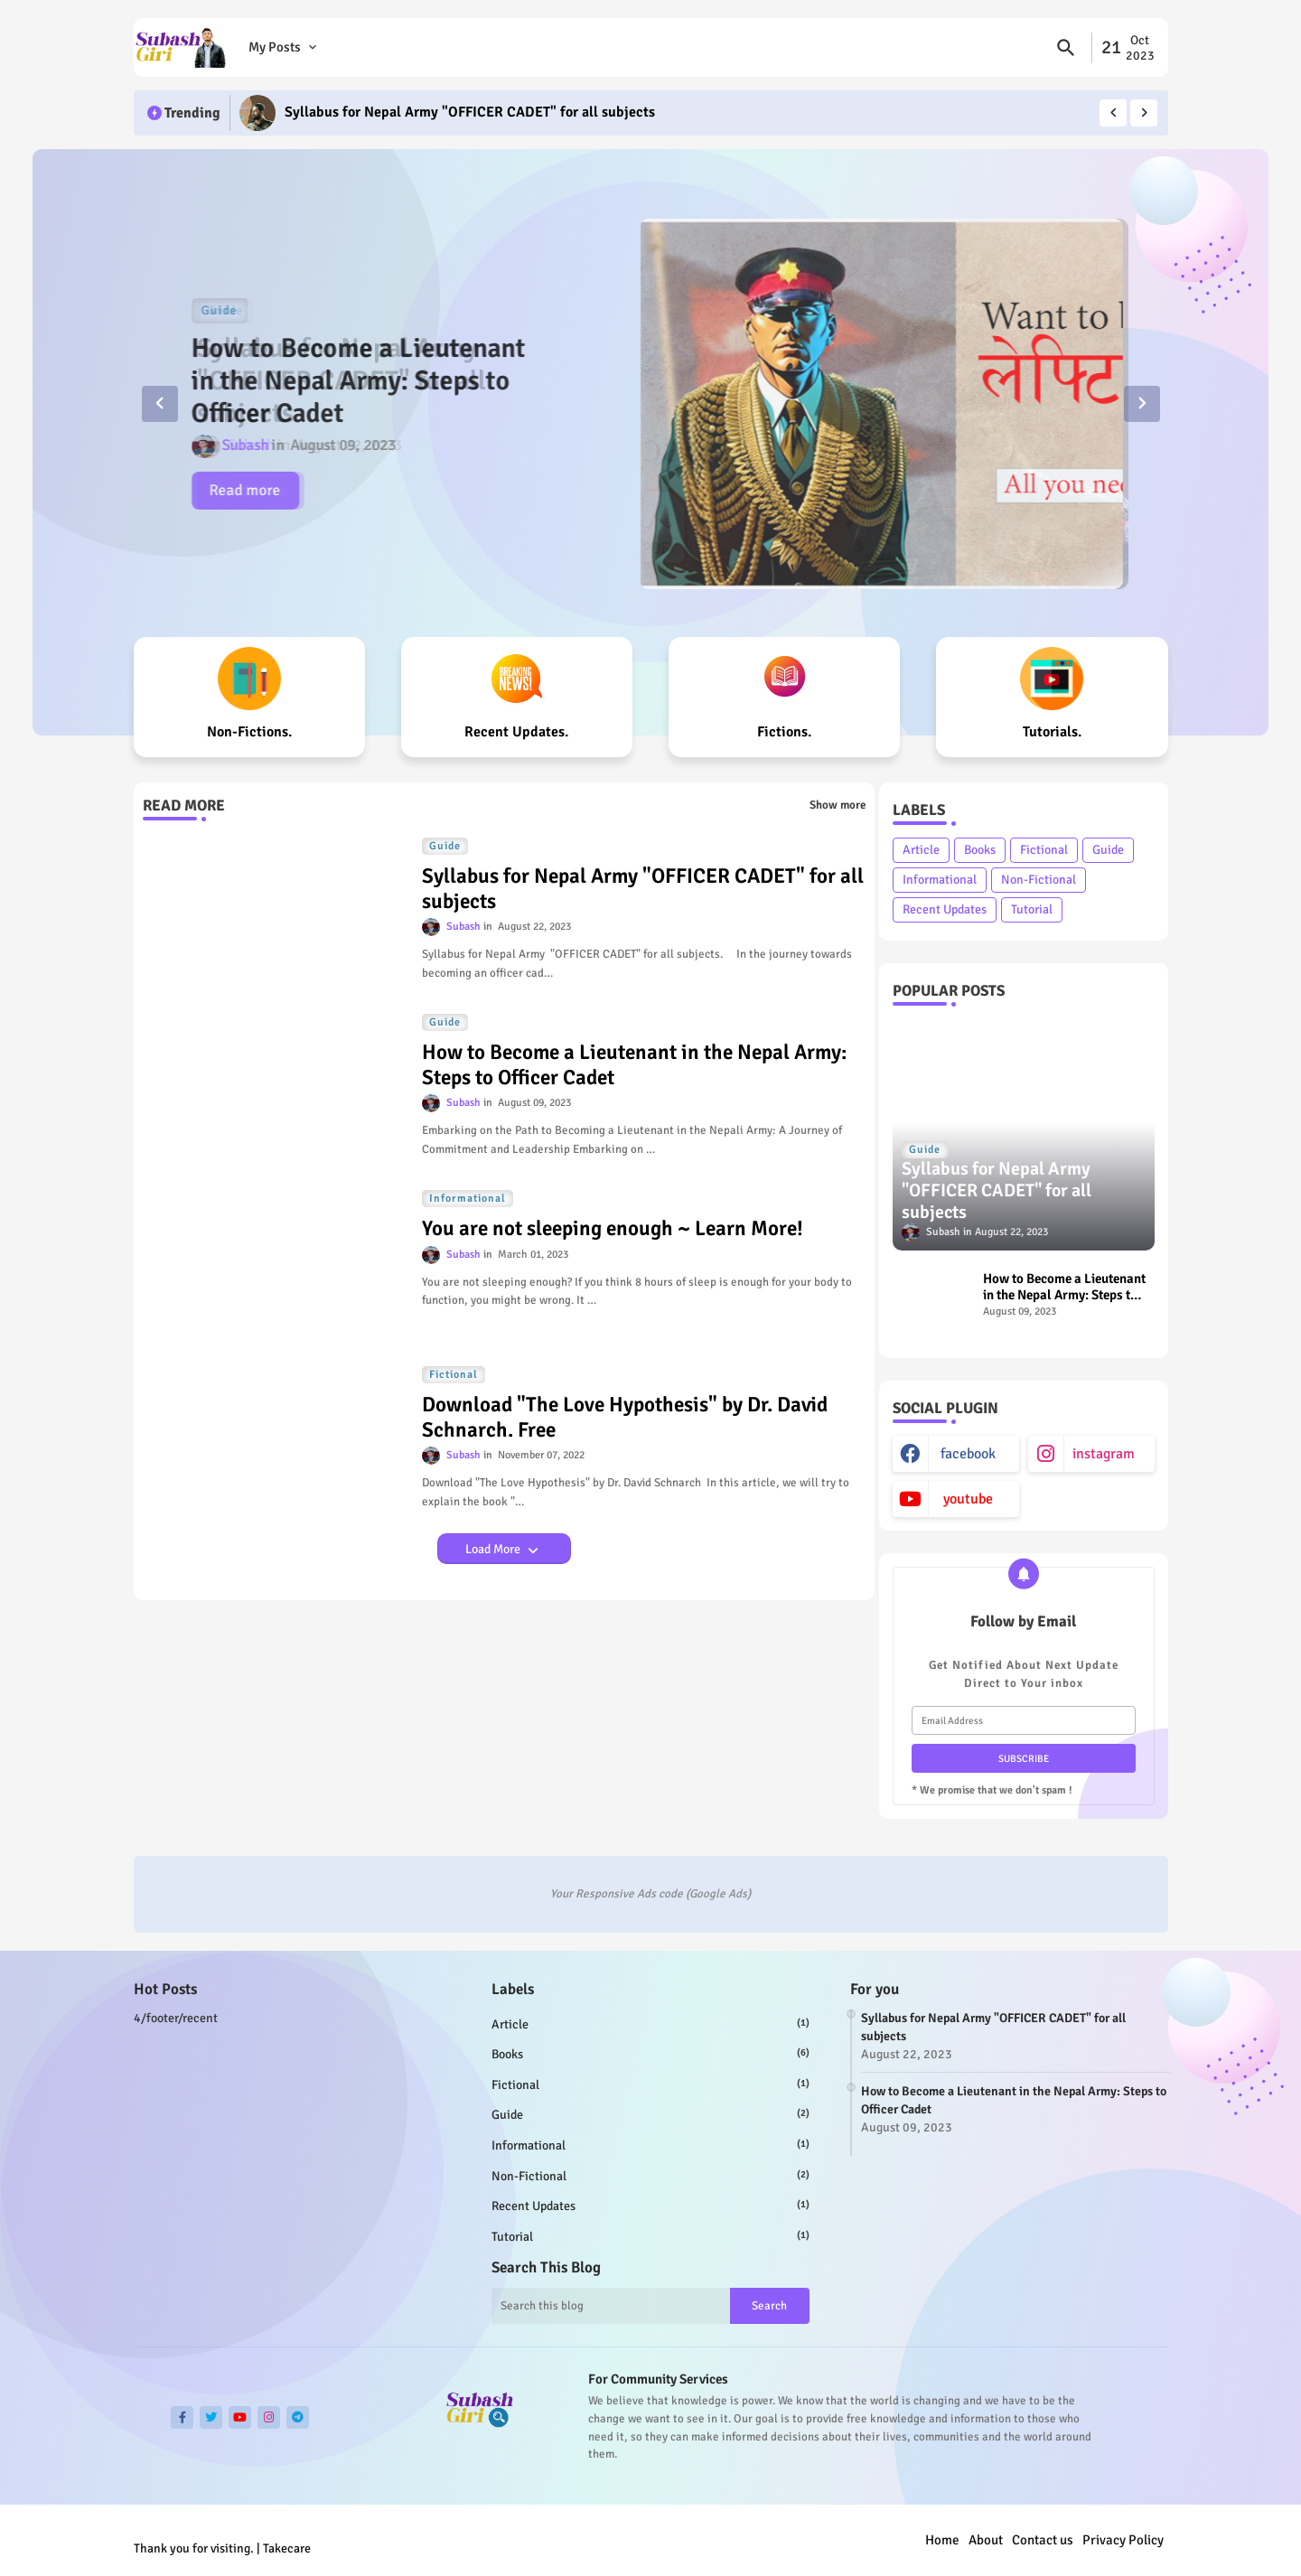 Subash
Giri
My Posts
21
Oct
2023
Trending
Syllabus for Nepal Army "OFFICER CADET" for all subjects
Guide
How to Become a Lieutenant
in the Nepal Army: Steps to
Officer Cadet
Subash in August 09, 2023
Read more
Want to
लेफ्टि
All you nee
BREAKING
NEWS!
Non-Fictions.
Recent Updates.
Fictions.
Tutorials.
READ MORE
Show more
Guide
Syllabus for Nepal Army "OFFICER CADET" for all
subjects
Subash in August 22, 2023
Syllabus for Nepal Army "OFFICER CADET" for all subjects. In the journey towards
becoming an officer cad...
Guide
How to Become a Lieutenant in the Nepal Army:
Steps to Officer Cadet
Subash in August 09, 2023
Embarking on the Path to Becoming a Lieutenant in the Nepali Army: A Journey of
Commitment and Leadership Embarking on ...
Informational
You are not sleeping enough ~ Learn More!
Subash in March 01, 2023
You are not sleeping enough? If you think 8 hours of sleep is enough for your body to
function, you might be wrong. It ...
Fictional
Download "The Love Hypothesis" by Dr. David
Schnarch. Free
Subash in November 07, 2022
Download "The Love Hypothesis" by Dr. David Schnarch In this article, we will try to
explain the book "...
Load More
LABELS
Article Books Fictional Guide
Informational Non-Fictional
Recent Updates Tutorial
POPULAR POSTS
Guide
Syllabus for Nepal Army
"OFFICER CADET" for all
subjects
Subash in August 22, 2023
How to Become a Lieutenant
in the Nepal Army: Steps t...
August 09, 2023
SOCIAL PLUGIN
facebook
instagram
youtube
Follow by Email
Get Notified About Next Update
Direct to Your inbox
Email Address
SUBSCRIBE
* We promise that we don't spam !
Your Responsive Ads code (Google Ads)
Hot Posts
4/footer/recent
Labels
Article (1)
Books (6)
Fictional (1)
Guide (2)
Informational (1)
Non-Fictional (2)
Recent Updates (1)
Tutorial (1)
Search This Blog
Search this blog
Search
For you
Syllabus for Nepal Army "OFFICER CADET" for all
subjects
August 22, 2023
How to Become a Lieutenant in the Nepal Army: Steps to
Officer Cadet
August 09, 2023
Subash
Giri
For Community Services
We believe that knowledge is power. We know that the world is changing and we have to be the
change we want to see in it. Our goal is to provide free knowledge and information to those who
need it, so they can make informed decisions about their lives, communities and the world around
them.
Thank you for visiting. | Takecare
Home About Contact us Privacy Policy